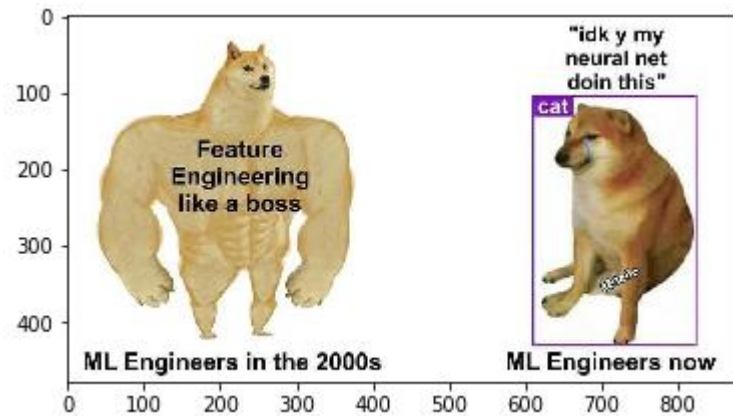 "idk y my
neural net
doin this"
cat
Feature
Engineering
like a boss
ML Engineers in the 2000s
ML Engineers now
0
100
200
300
400
0 100 200 300 400 500 600 700 800